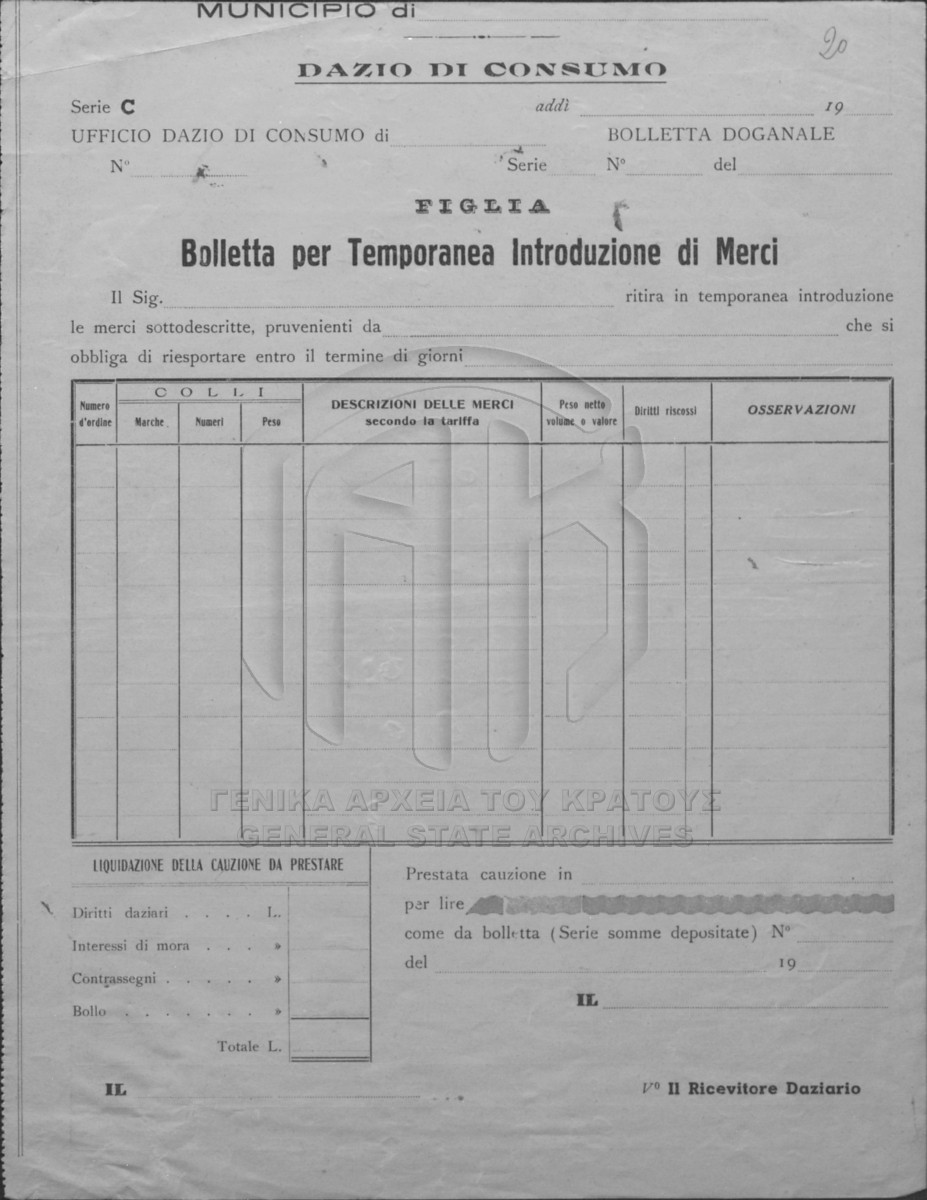 MUNICIPIO di
90
DAZIO DI CONSUMO
Serie C addì 19
UFFICIO DAZIO DI CONSUMO di BOLLETTA DOGANALE
N° Serie N° del
FIGLIA
Bolletta per Temporanea Introduzione di Merci
Il Sig. ritira in temporanea introduzione
le merci sottodescritte, pruvenienti da che si
obbliga di riesportare entro il termine di giorni
Numero d'ordine
COLLI
Marche Numeri Peso
DESCRIZIONI DELLE MERCI
secondo la tariffa
Peso netto
volume o valore
Diritti riscossi
OSSERVAZIONI
ΓΕΝΙΚΑ ΑΡΧΕΙΑ ΤΟΥ ΚΡΑΤΟΥΣ
GENERAL STATE ARCHIVES
LIQUIDAZIONE DELLA CAUZIONE DA PRESTARE
Diritti daziari . . . . L.
Interessi di mora . . . »
Contrassegni . . . . . »
Bollo . . . . . . . »
Totale L.
IL
Prestata cauzione in
per lire
come da bolletta (Serie somme depositate) N°
del 19
IL
V° Il Ricevitore Daziario